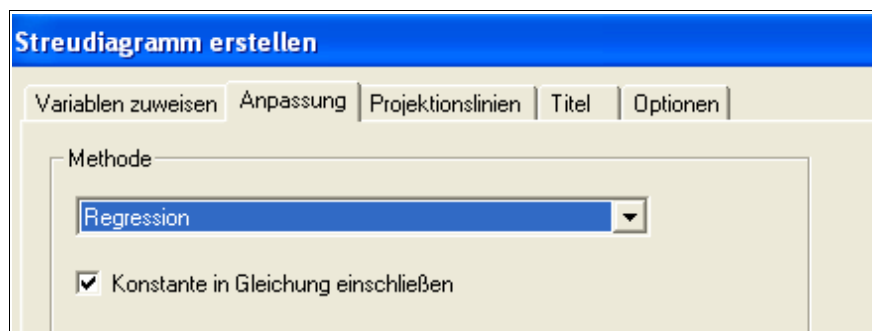 Streudiagramm erstellen
Variablen zuweisen Anpassung Projektionslinien Titel Optionen
Methode
Regression
Konstante in Gleichung einschließen